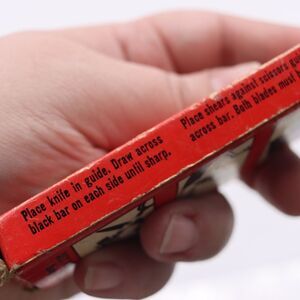 Place knife in guide. Draw across
black bar on each side until sharp.
Place shears against scissors
across bar. Both blades must